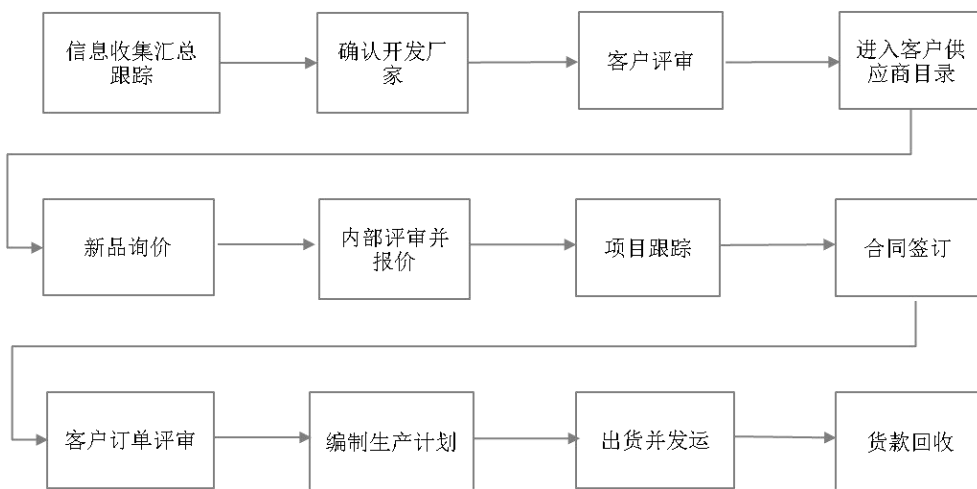 信息收集汇总
跟踪
确认开发厂
家
客户评审
进入客户供
应商目录
新品询价
内部评审并
报价
项目跟踪
合同签订
客户订单评审
编制生产计划
出货并发运
货款回收